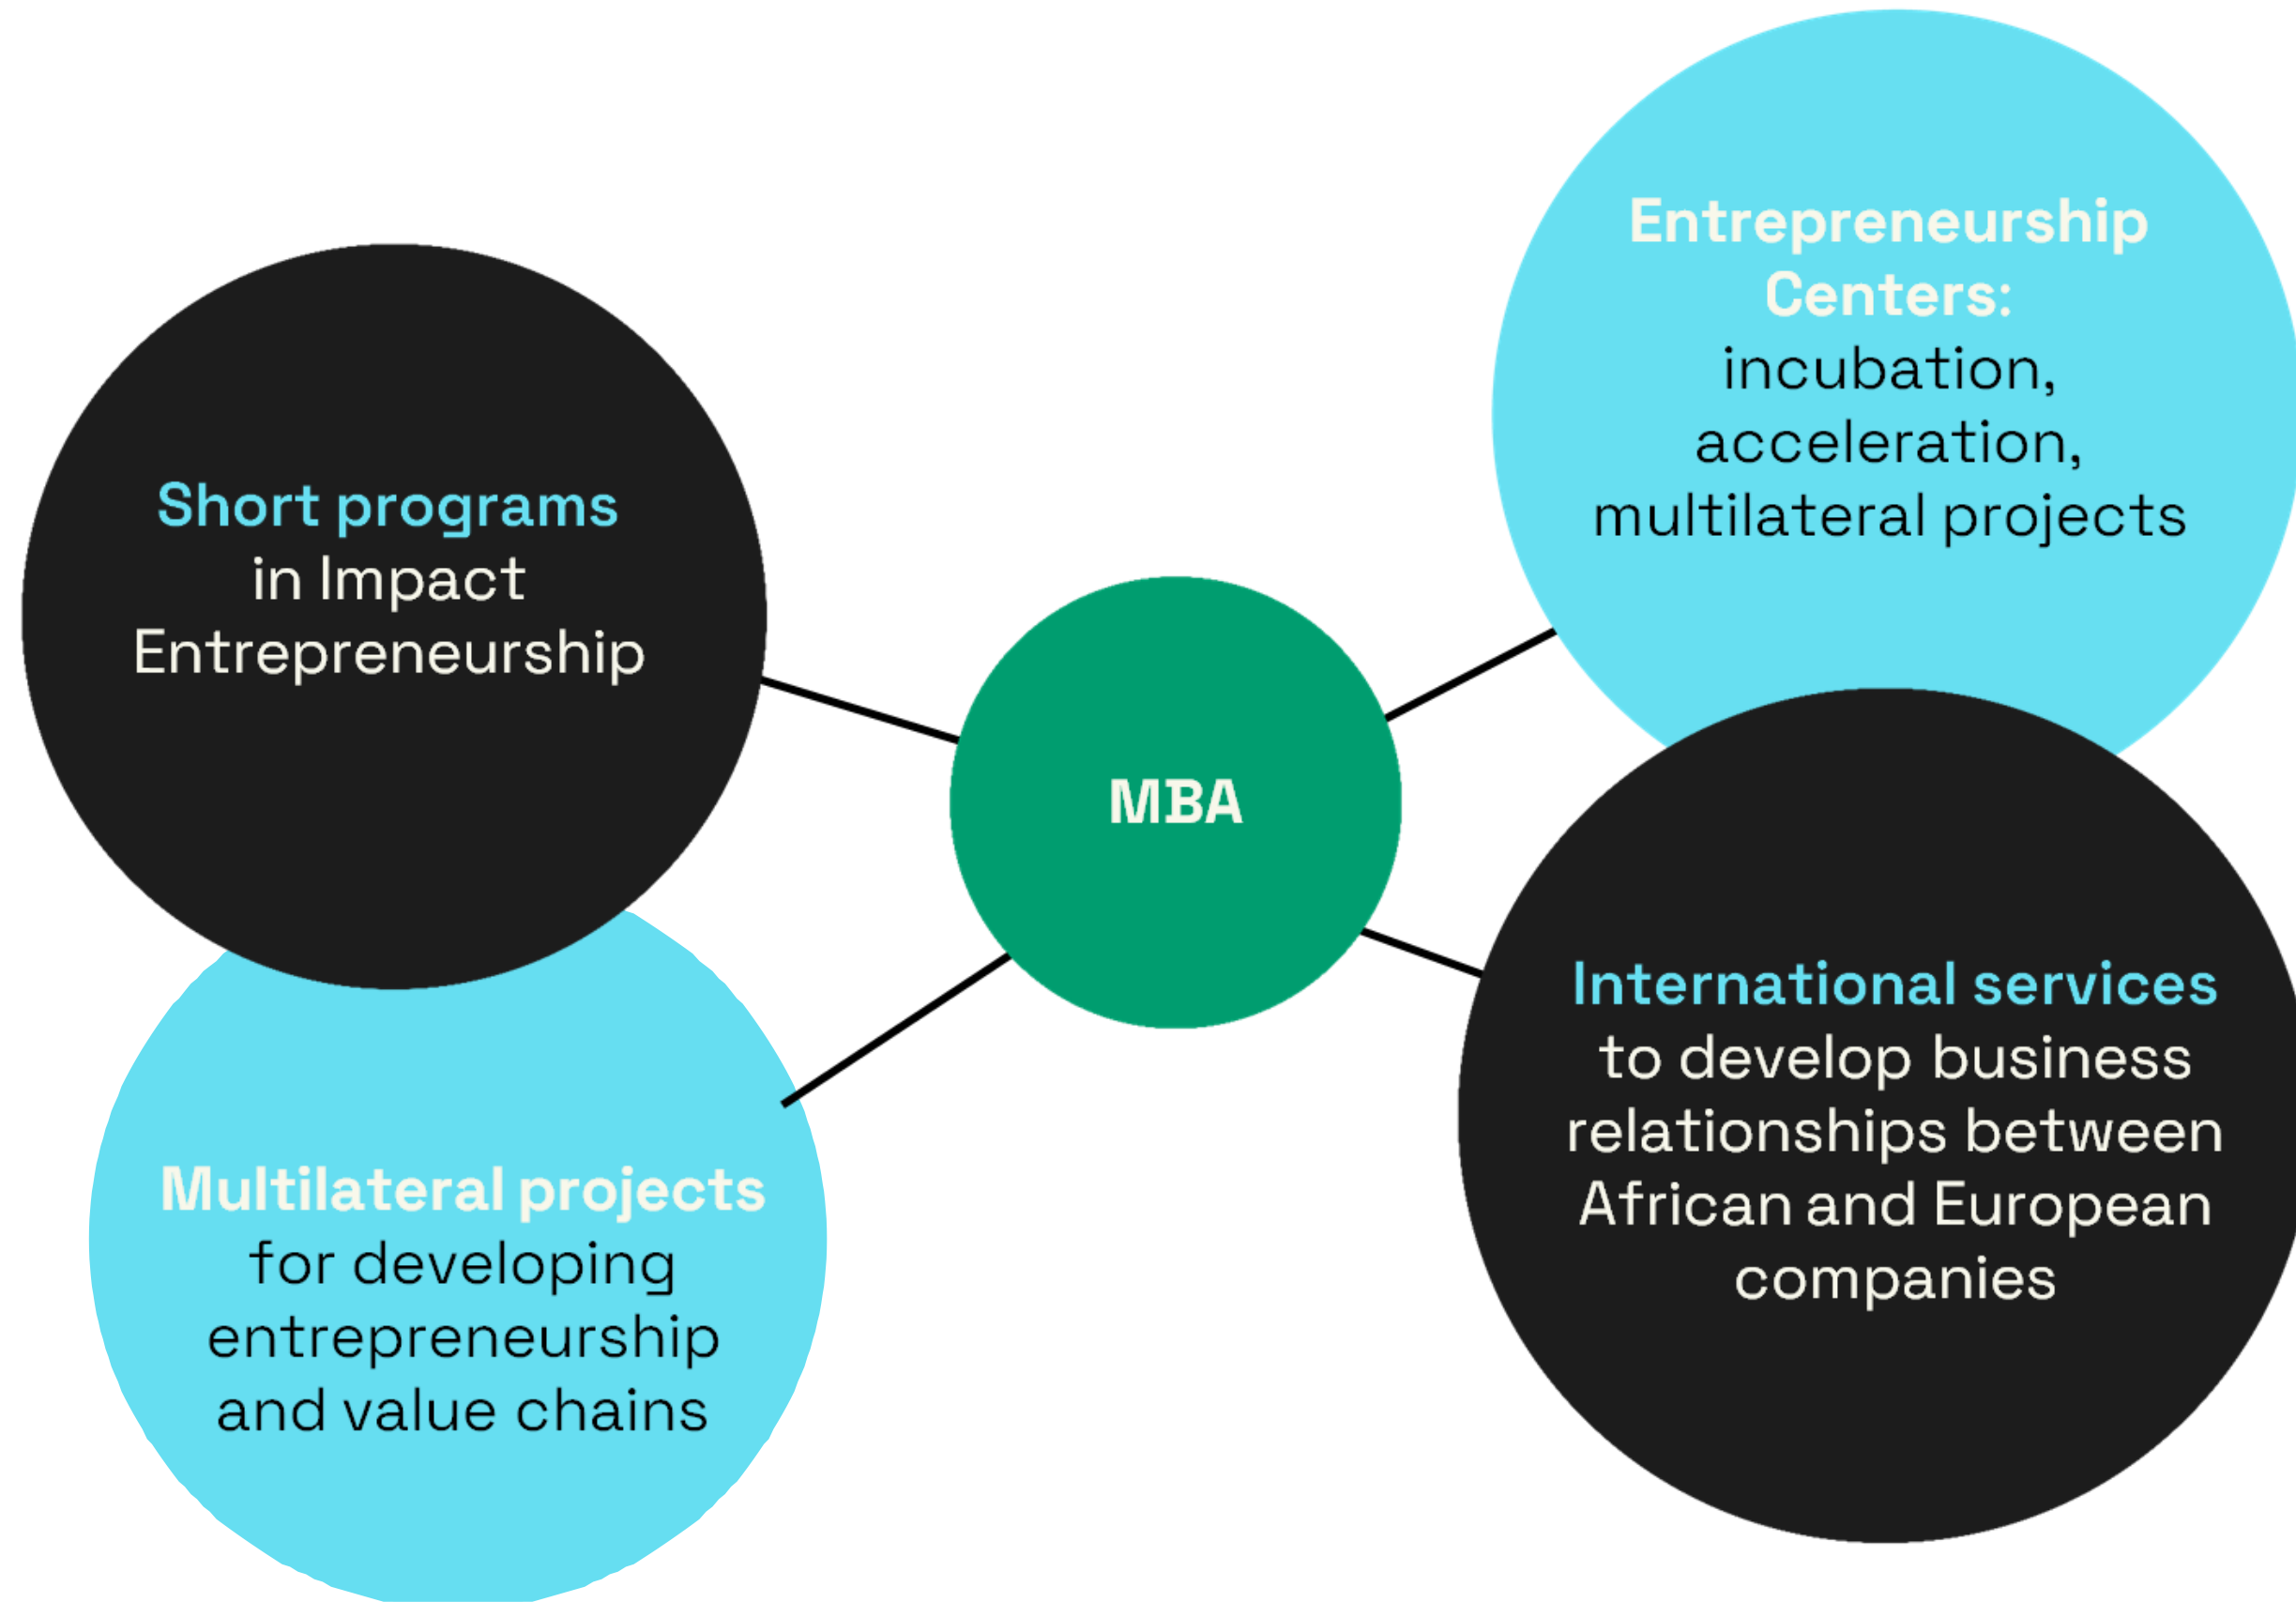 Short programs
in Impact
Entrepreneurship
Multilateral projects
for developing
entrepreneurship
and value chains
MBA
Entrepreneurship
Centers:
incubation,
acceleration,
multilateral projects
International services
to develop business
relationships between
African and European
companies